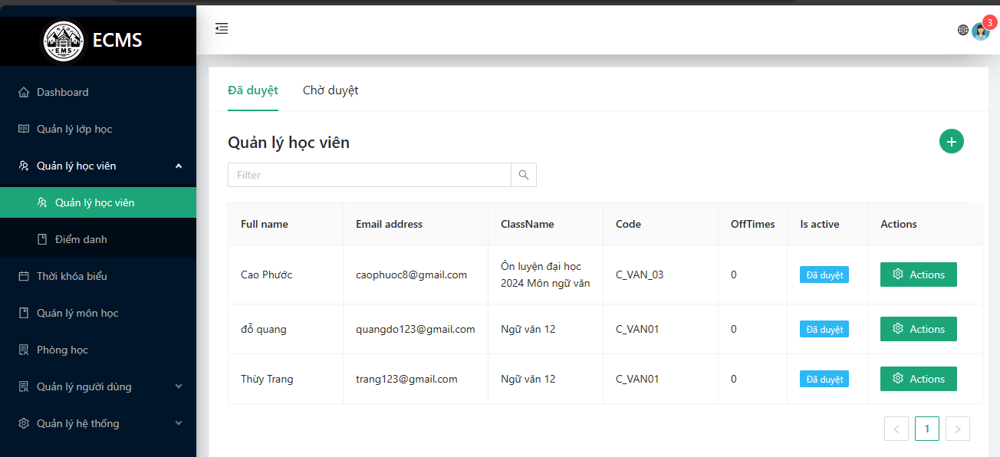 EMS
ECMS
3
Dashboard
Quản lý lớp học
Quản lý học viên
Quản lý học viên
Điểm danh
Thời khóa biểu
Quán lý môn học
Phòng học
Quản lý người dùng
Quản lý hệ thống
Đã duyệt Chờ duyệt
Quản lý học viên
Filter
Full name Email address ClassName Code OffTimes Is active Actions
Cao Phước caophuoc8@gmail.com Ôn luyện đại học 2024 Môn ngữ văn C_VAN_03 0 Đã duyệt Actions
đỗ quang quangdo123@gmail.com Ngữ văn 12 C_VAN01 0 Đã duyệt Actions
Thùy Trang trang123@gmail.com Ngữ văn 12 C_VAN01 0 Đã duyệt Actions
< 1 >